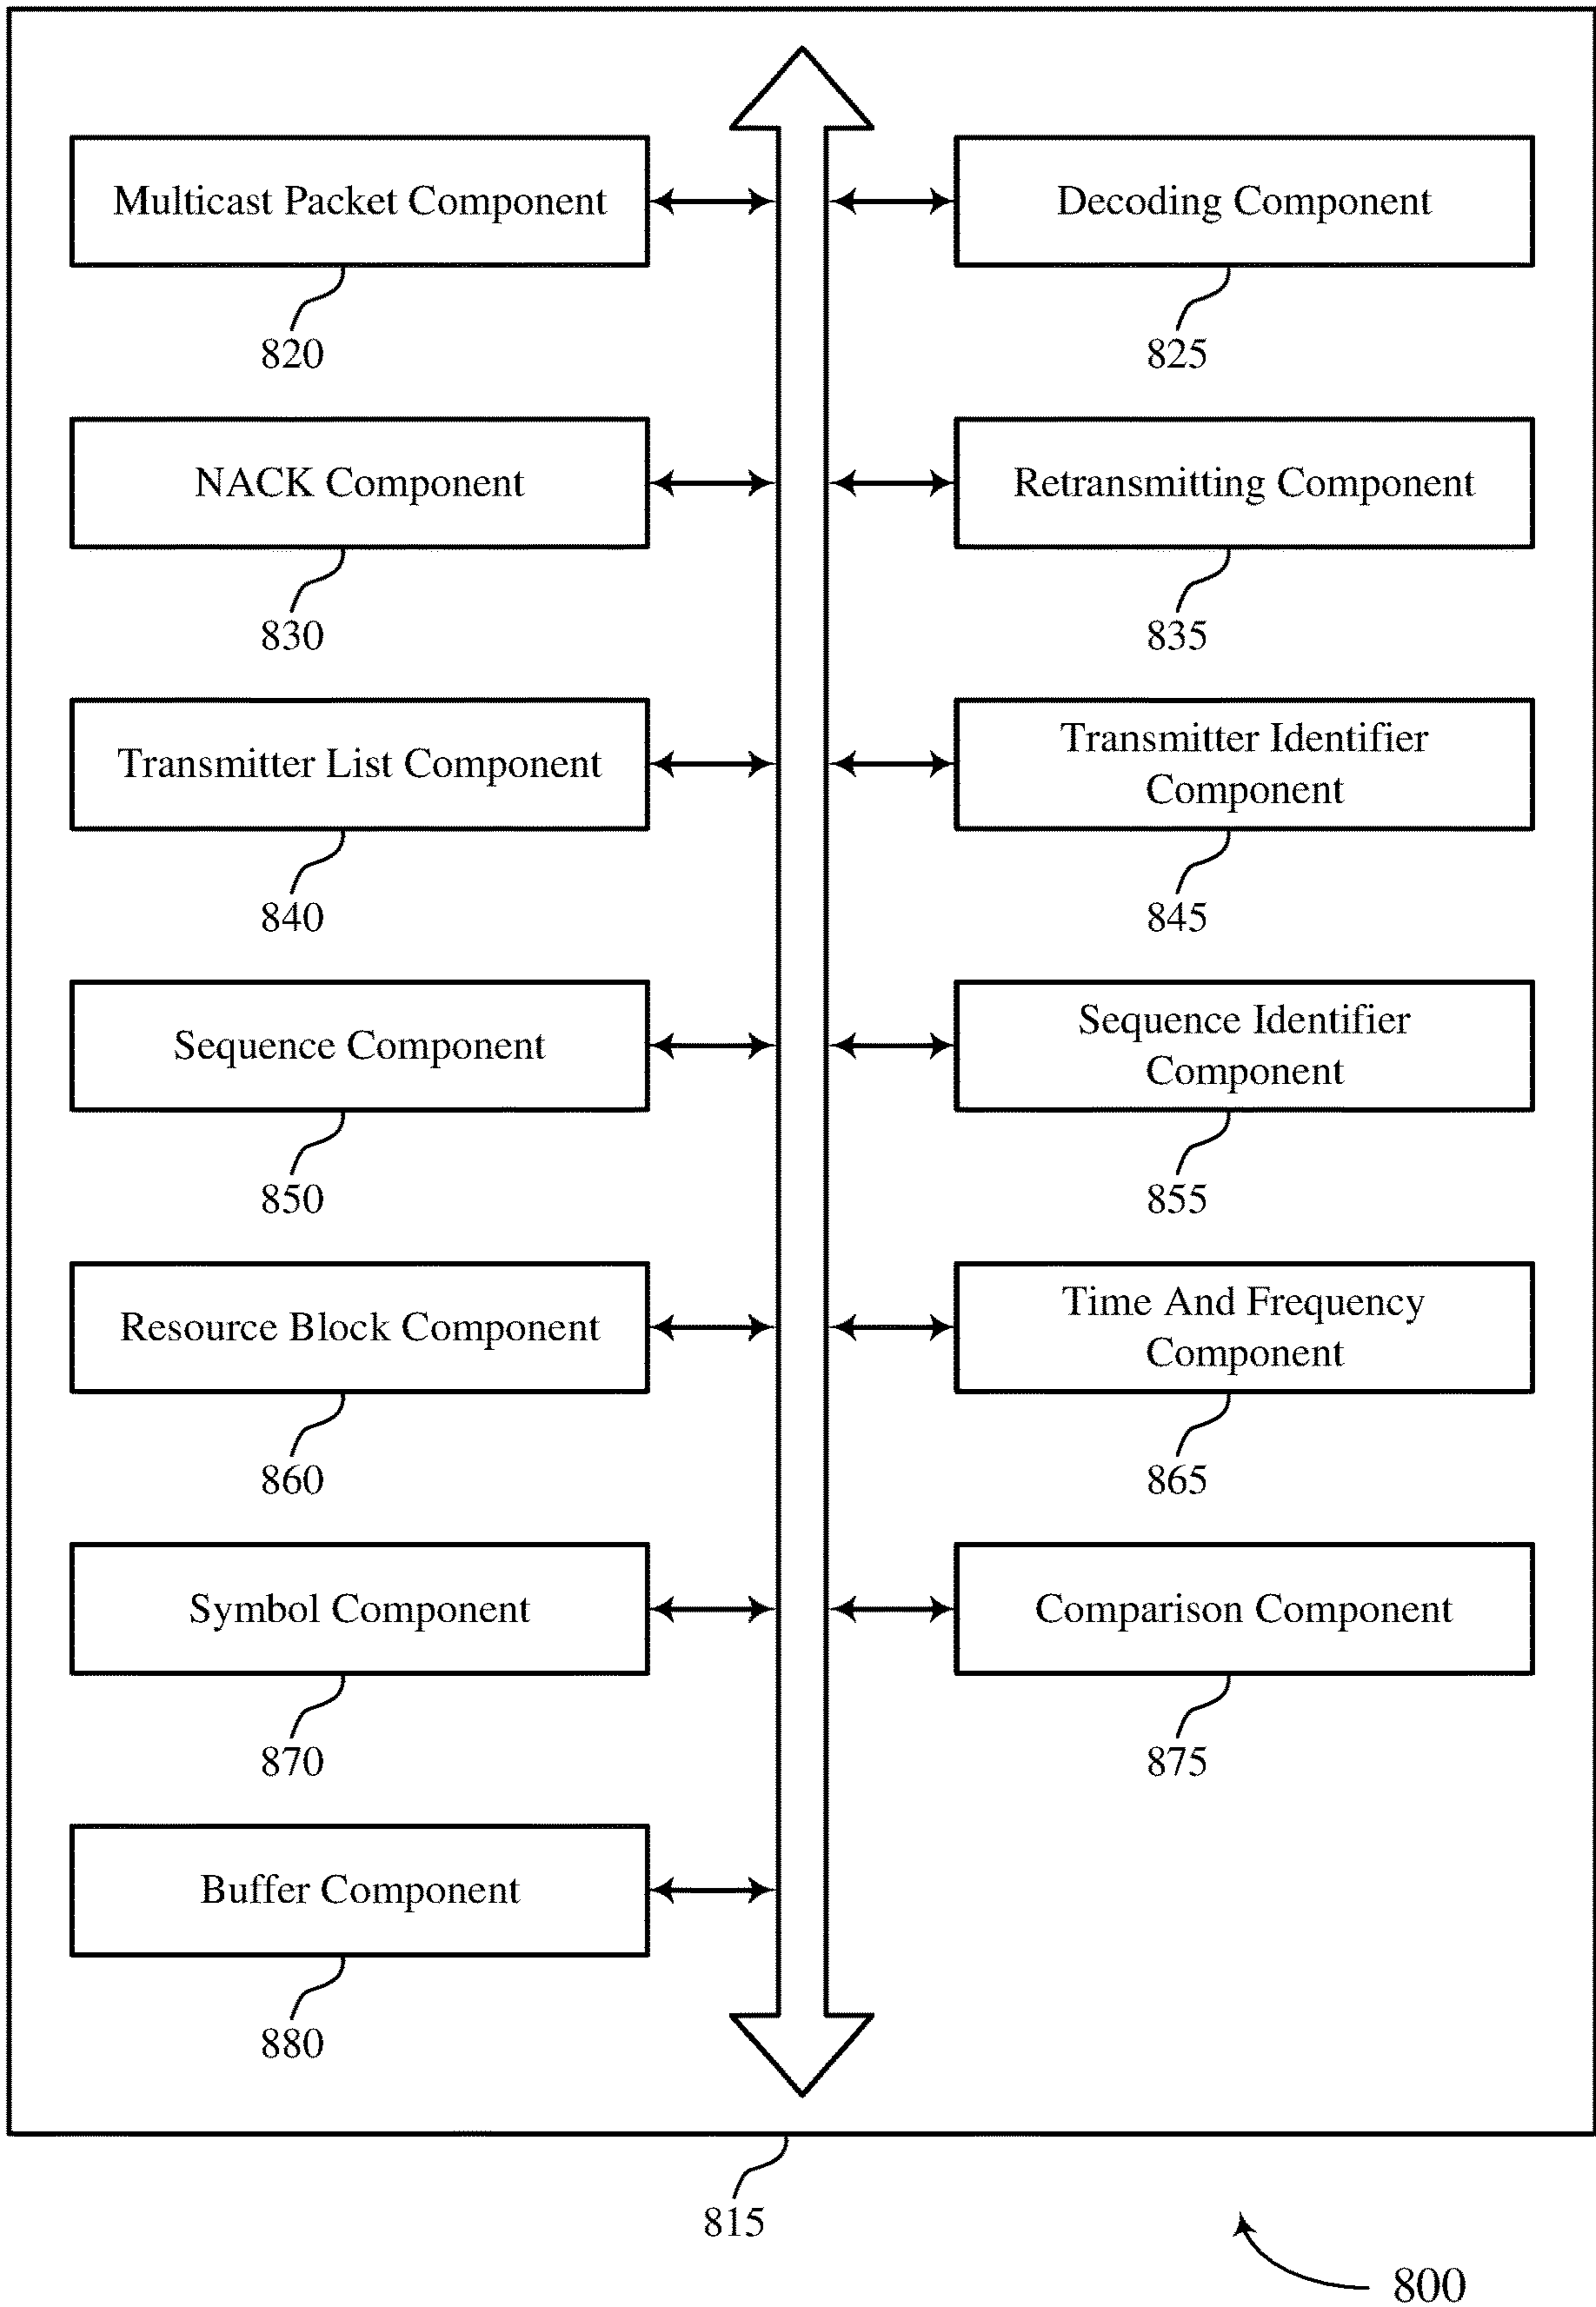 Multicast Packet Component
820
Decoding Component
825
NACK Component
830
Retransmitting Component
835
Transmitter List Component
840
Transmitter Identifier
Component
845
Sequence Component
850
Sequence Identifier
Component
855
Resource Block Component
860
Time And Frequency
Component
865
Symbol Component
870
Comparison Component
875
Buffer Component
880
815
800